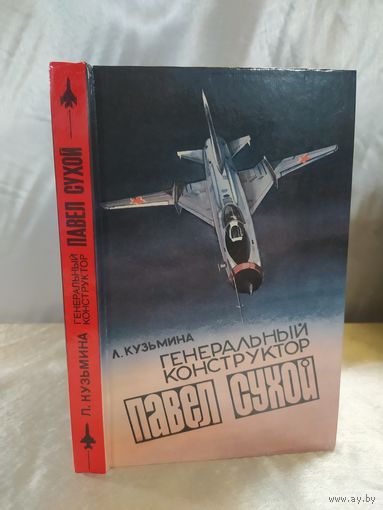 Л. КУЗЬМИНА
ГЕНЕРАЛЬНЫЙ
КОНСТРУКТОР
ПАВЕЛ СУХОЙ
Л. КУЗЬМИНА
ГЕНЕРАЛЬНЫЙ
КОНСТРУКТОР
ПАВЕЛ СУХОЙ
www.ay.by